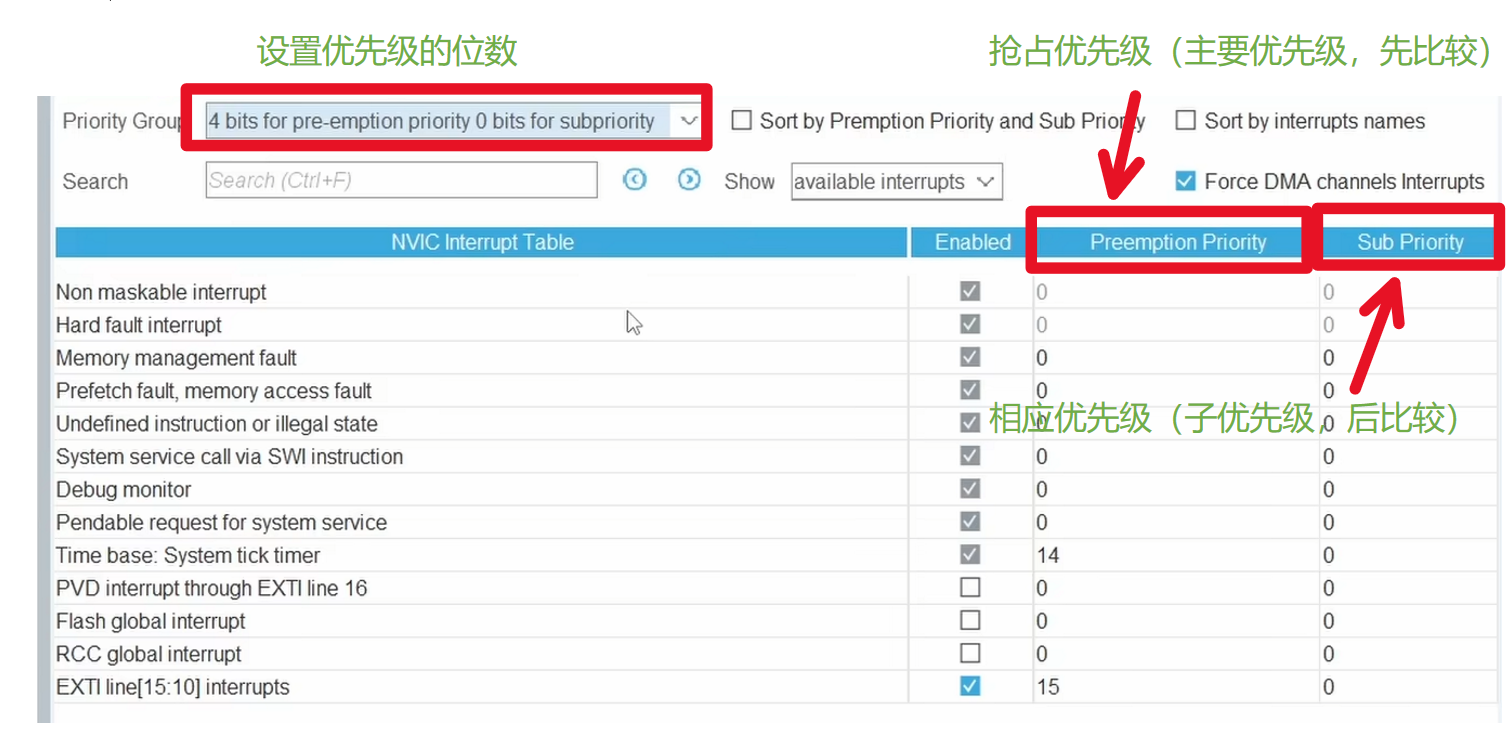 设置优先级的位数
抢占优先级（主要优先级，先比较）
Priority Group 4 bits for pre-emption priority 0 bits for subpriority Sort by Premption Priority and Sub Priority Sort by interrupts names
Search Search (Ctrl+F) Show available interrupts Force DMA channels Interrupts
NVIC Interrupt Table Enabled Preemption Priority Sub Priority
Non maskable interrupt 0 0
Hard fault interrupt 0 0
Memory management fault 0 0
Prefetch fault, memory access fault 0 0
相应优先级（子优先级，后比较）
Undefined instruction or illegal state 0 0
System service call via SWI instruction 0 0
Debug monitor 0 0
Pendable request for system service 0 0
Time base: System tick timer 14 0
PVD interrupt through EXTI line 16 0 0
Flash global interrupt 0 0
RCC global interrupt 0 0
EXTI line[15:10] interrupts 15 0